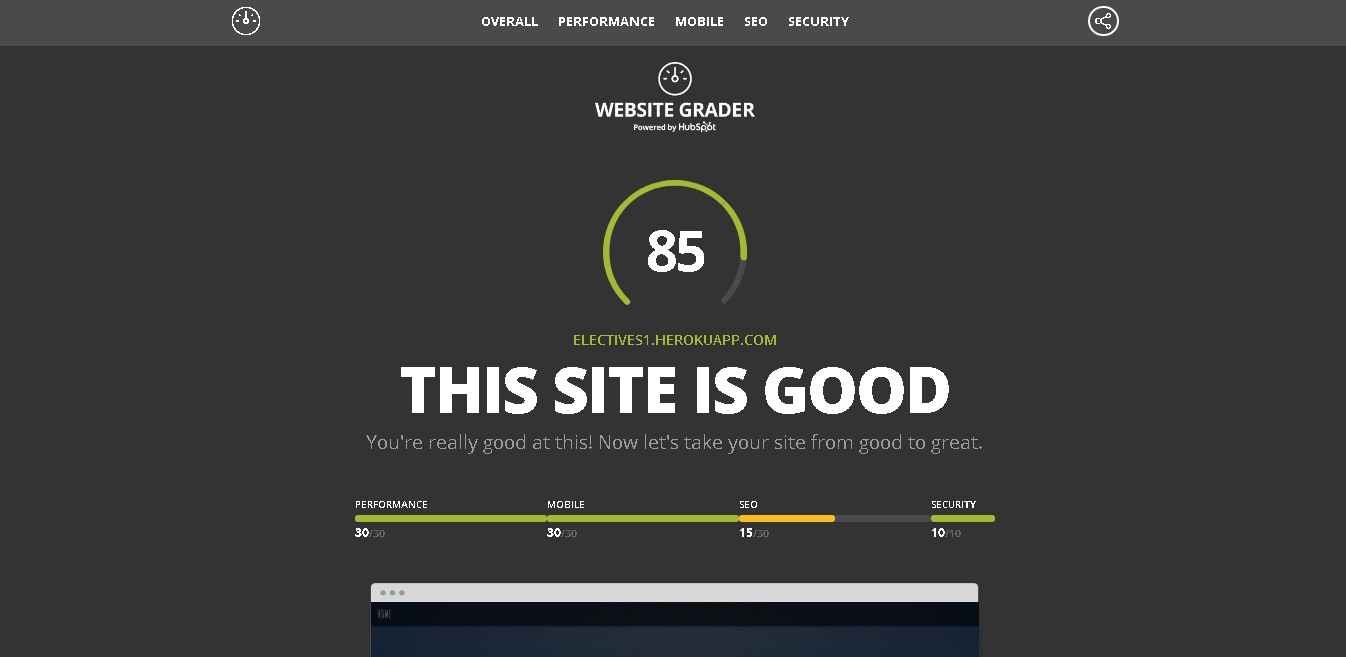 OVERALL PERFORMANCE MOBILE SEO SECURITY
WEBSITE GRADER
Powered by HubSpot
85
ELECTIVES1.HEROKUAPP.COM
THIS SITE IS GOOD
You're really good at this! Now let's take your site from good to great.
PERFORMANCE MOBILE SEO SECURITY
30/30 30/30 15/30 10/10
HOME